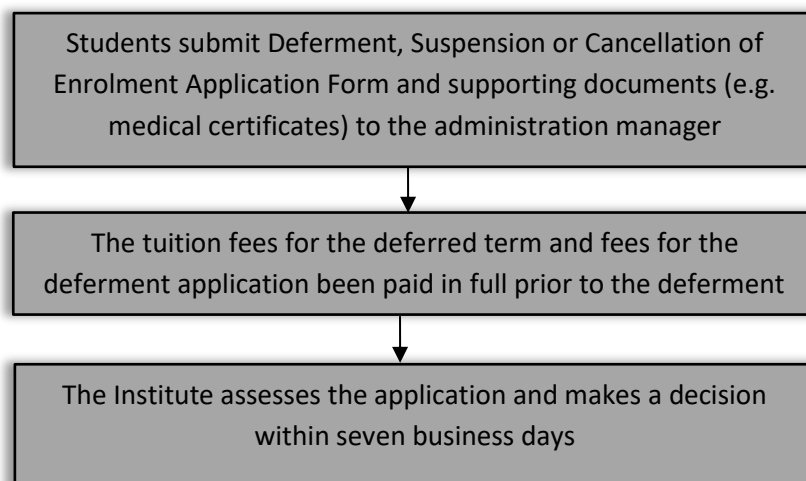 Students submit Deferment, Suspension or Cancellation of
Enrolment Application Form and supporting documents (e.g.
medical certificates) to the administration manager
The tuition fees for the deferred term and fees for the
deferment application been paid in full prior to the deferment
The Institute assesses the application and makes a decision
within seven business days